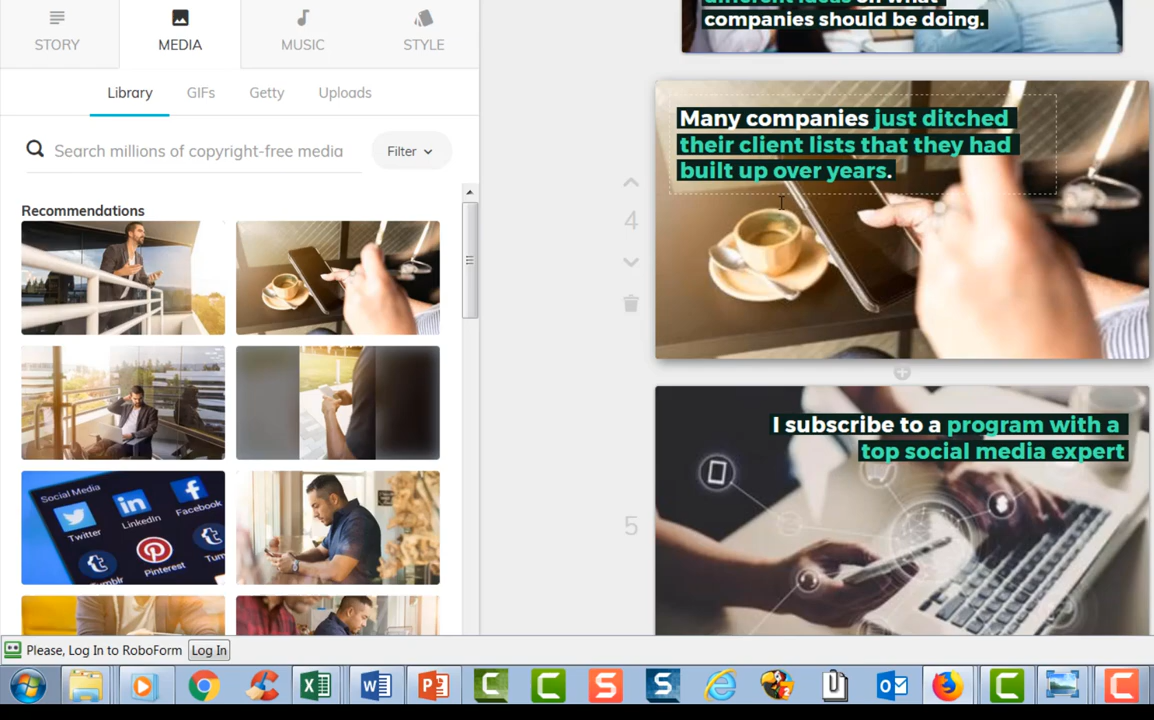 STORY
MEDIA
MUSIC
STYLE
Library
GIFs
Getty
Uploads
Search millions of copyright-free media
Filter
Recommendations
Social Media
Twitter
LinkedIn
Facebook
Pinterest
companies should be doing.
4
Many companies just ditched
their client lists that they had
built up over years.
5
I subscribe to a program with a
top social media expert
Please, Log In to RoboForm
Log In